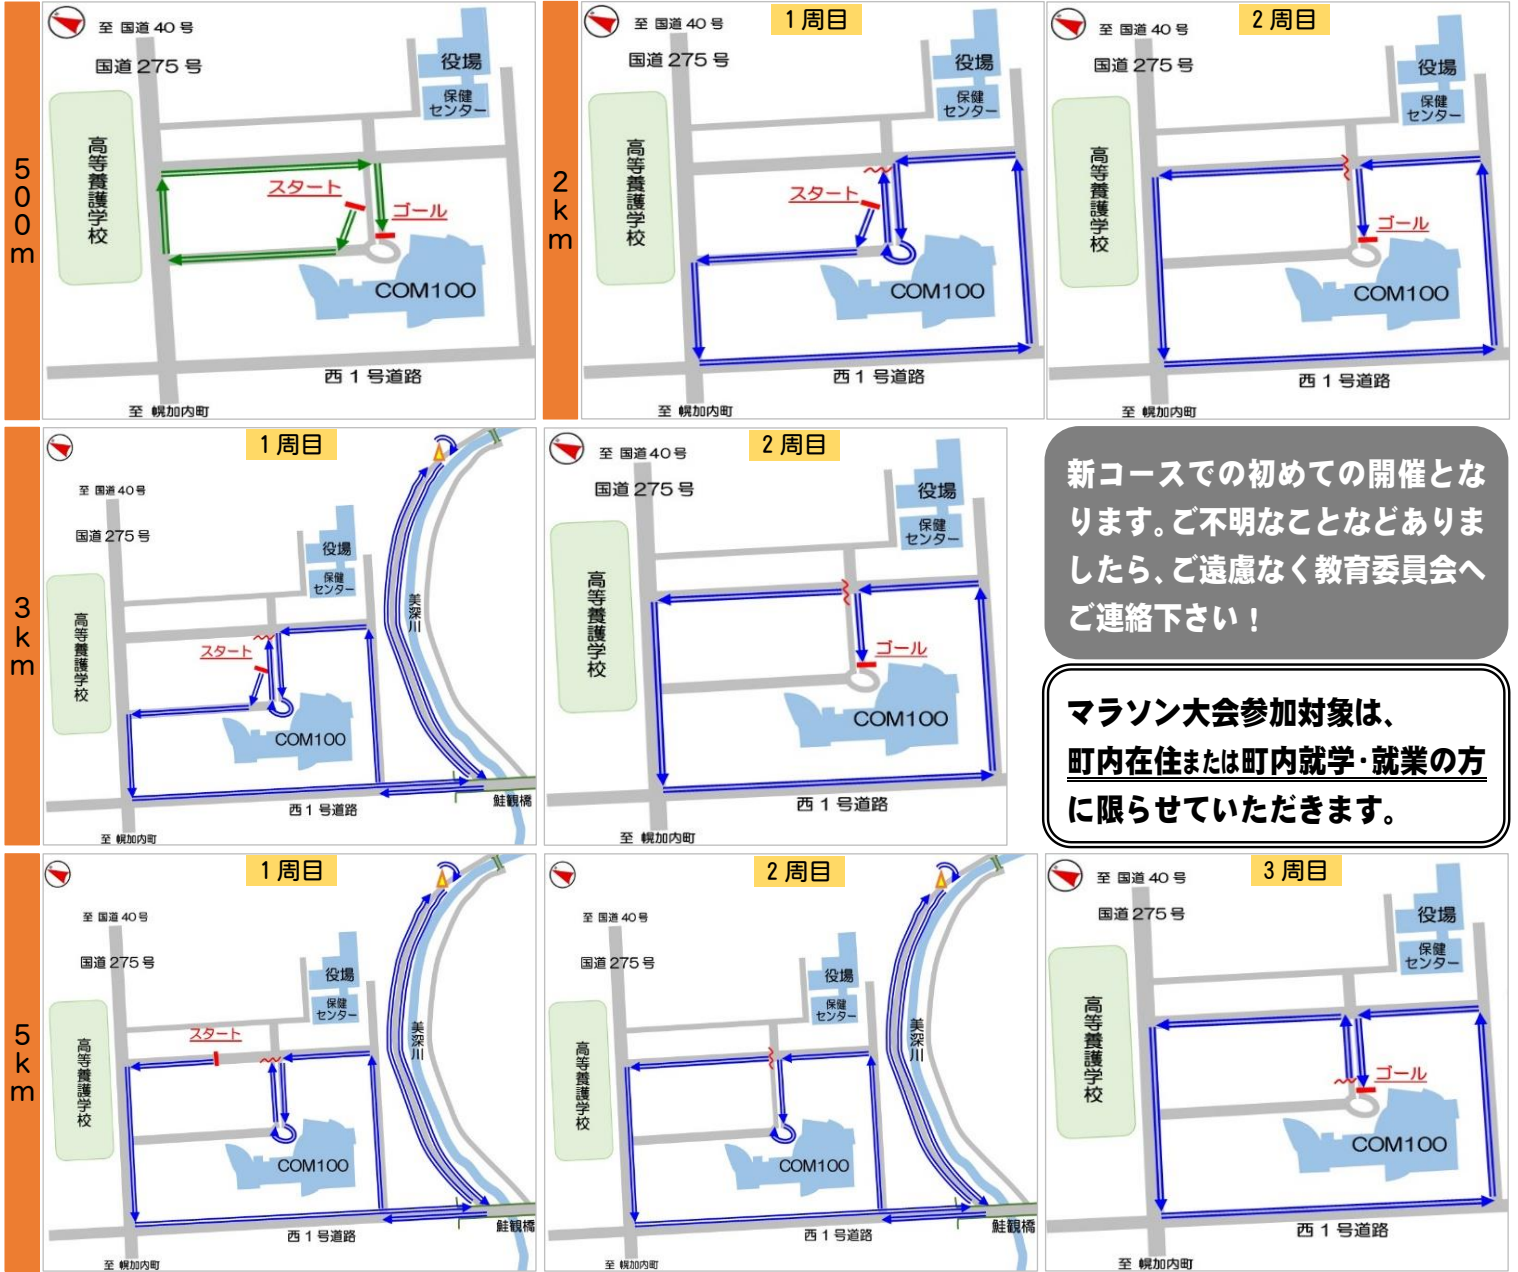 500m
至 国道40号
国道275号
役場
保健
センター
高等養護学校
スタート
ゴール
COM100
西1号道路
至 幌加内町
2km
1周目
至 国道40号
国道275号
役場
保健
センター
高等養護学校
スタート
COM100
西1号道路
至 幌加内町
2周目
至 国道40号
国道275号
役場
保健
センター
高等養護学校
ゴール
COM100
西1号道路
至 幌加内町
3km
1周目
至 国道40号
国道275号
役場
保健
センター
高等養護学校
スタート
美深川
COM100
西1号道路
鮭観橋
至 幌加内町
2周目
至 国道40号
国道275号
役場
保健
センター
高等養護学校
ゴール
COM100
西1号道路
至 幌加内町
新コースでの初めての開催とな
ります。ご不明なことなどありま
したら、ご遠慮なく教育委員会へ
ご連絡下さい！
マラソン大会参加対象は、
町内在住または町内就学・就業の方
に限らせていただきます。
5km
1周目
至 国道40号
国道275号
役場
保健
センター
スタート
高等養護学校
美深川
COM100
西1号道路
鮭観橋
至 幌加内町
2周目
至 国道40号
国道275号
役場
保健
センター
高等養護学校
美深川
COM100
西1号道路
鮭観橋
至 幌加内町
3周目
至 国道40号
国道275号
役場
保健
センター
高等養護学校
ゴール
COM100
西1号道路
至 幌加内町